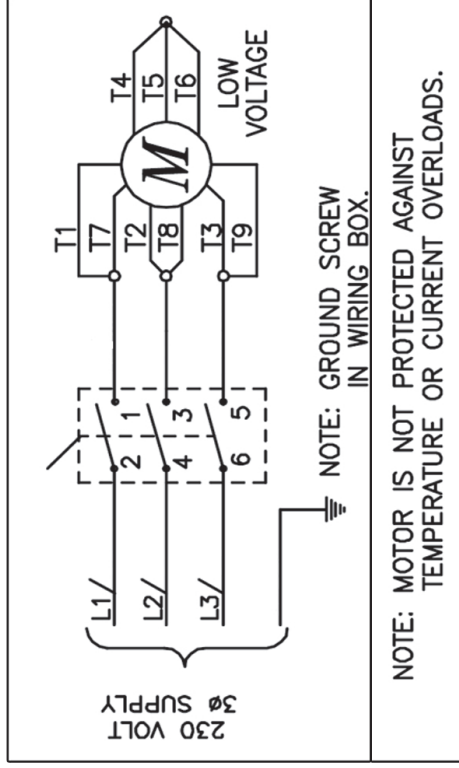 230 VOLT
3ø SUPPLY
L1
L2
L3
2
1
4
3
6
5
T1
T7
T2
T8
T3
T9
M
T4
T5
T6
LOW
VOLTAGE
NOTE: GROUND SCREW
IN WIRING BOX.
NOTE: MOTOR IS NOT PROTECTED AGAINST
TEMPERATURE OR CURRENT OVERLOADS.